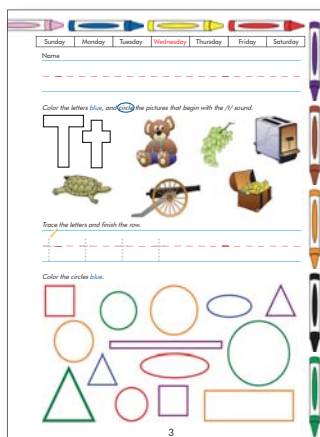 Sunday Monday Tuesday Wednesday Thursday Friday Saturday
Name
Color the letters blue, and circle the pictures that begin with the /t/ sound.
T t
Trace the letters and finish the row.
t t t t
Color the circles blue.
3